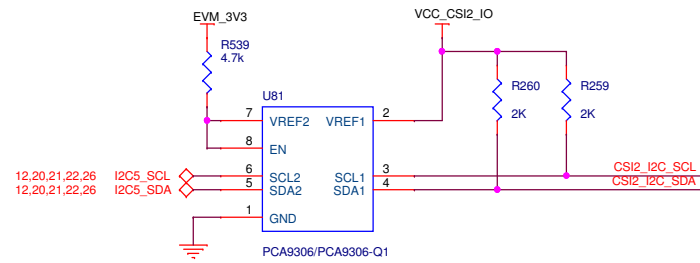 EVM_3V3
VCC_CSI2_IO
R539
4.7k
R260
2K
R259
2K
U81
7 VREF2 VREF1 2
8 EN
12,20,21,22,26 I2C5_SCL 6 SCL2 SCL1 3 CSI2_I2C_SCL
12,20,21,22,26 I2C5_SDA 5 SDA2 SDA1 4 CSI2_I2C_SDA
1 GND
PCA9306/PCA9306-Q1